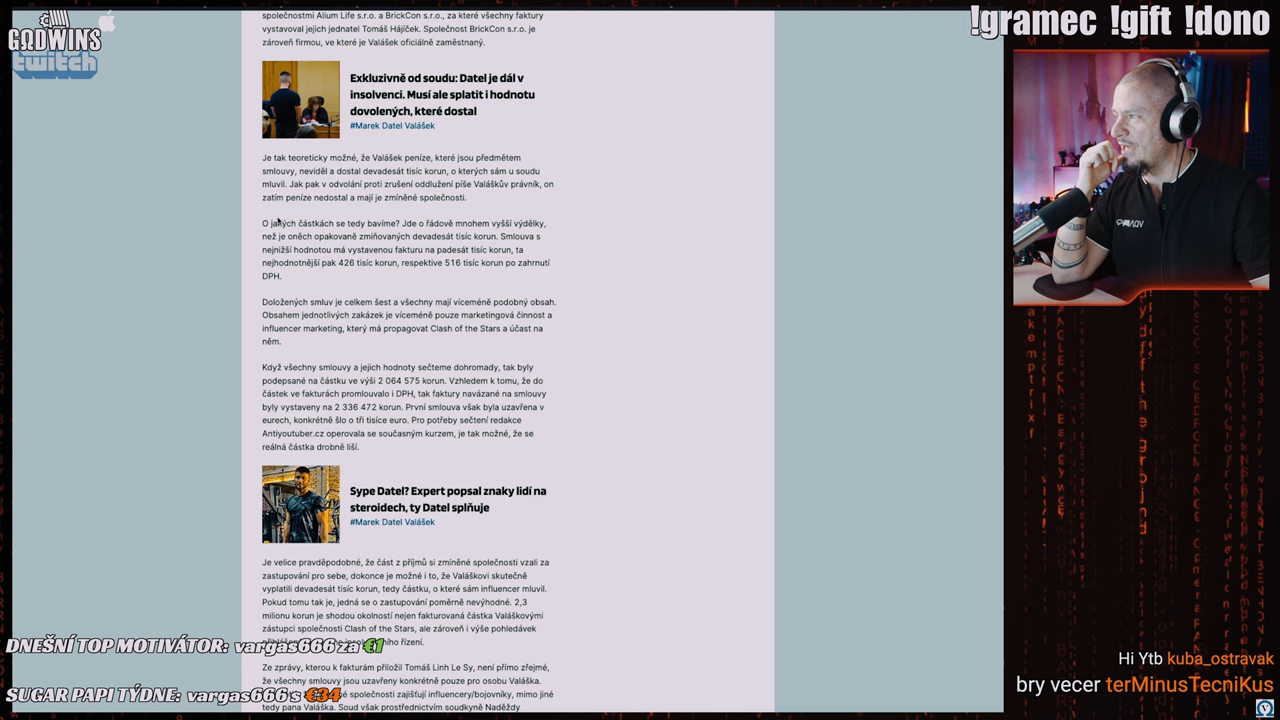 GΩDWINS
twitch
!gramec !gift !dono
společnostmi Alium Life s.r.o. a BrickCon s.r.o., za které všechny faktury
vystavoval jejich jednatel Tomáš Hájíček. Společnost BrickCon s.r.o. je
zároveň firmou, ve které je Valášek oficiálně zaměstnaný.
Exkluzivně od soudu: Datel je dál v
insolvenci. Musí ale splatit i hodnotu
dovolených, které dostal
#Marek Datel Valášek
Je tak teoreticky možné, že Valášek peníze, které jsou předmětem
smlouvy, neviděl a dostal devadesát tisíc korun, o kterých sám u soudu
mluvil. Jak pak v odvolání proti zrušení oddlužení píše Valáškův právník, on
zatím peníze nedostal a mají je zmíněné společnosti.
O jakých částkách se tedy bavíme? Jde o řádově mnohem vyšší výdělky,
než je oněch opakovaně zmiňovaných devadesát tisíc korun. Smlouva s
nejnižší hodnotou má vystavenou fakturu na padesát tisíc korun, ta
nejhodnotnější pak 426 tisíc korun, respektive 516 tisíc korun po zahrnutí
DPH.
Doložených smluv je celkem šest a všechny mají víceméně podobný obsah.
Obsahem jednotlivých zakázek je víceméně pouze marketingová činnost a
influencer marketing, který má propagovat Clash of the Stars a účast na
něm.
Když všechny smlouvy a jejich hodnoty sečteme dohromady, tak byly
podepsané na částku ve výši 2 064 575 korun. Vzhledem k tomu, že do
částek ve fakturách promlouvalo i DPH, tak faktury navázané na smlouvy
byly vystaveny na 2 336 472 korun. První smlouva však byla uzavřena v
eurech, konkrétně šlo o tři tisíce euro. Pro potřeby sečtení redakce
Antiyoutuber.cz operovala se současným kurzem, je tak možné, že se
reálná částka drobně liší.
Sype Datel? Expert popsal znaky lidí na
steroidech, ty Datel splňuje
#Marek Datel Valášek
Je velice pravděpodobné, že část z příjmů si zmíněné společnosti vzali za
zastupování pro sebe, dokonce je možné i to, že Valáškovi skutečně
vyplatili devadesát tisíc korun, tedy částku, o které sám influencer mluvil.
Pokud tomu tak je, jedná se o zastupování poměrně nevýhodné. 2,3
milionu korun je shodou okolností nejen fakturovaná částka Valáškovými
zástupci společnosti Clash of the Stars, ale zároveň i výše pohledávek
řízení.
DNEŠNÍ TOP MOTIVÁTOR: vargas666 za €1
Ze zprávy, kterou k fakturám přiložil Tomáš Linh Le Sy, není přímo zřejmé,
že všechny smlouvy jsou uzavřeny konkrétně pouze pro osobu Valáška.
společnosti zajišťují influencery/bojovníky, mimo jiné
tedy pana Valáška. Soud však prostřednictvím soudkyně Naděždy
SUGAR PAPI TÝDNE: vargas666 s €34
Hi Ytb kuba_ostravak
bry vecer terMinusTecniKus